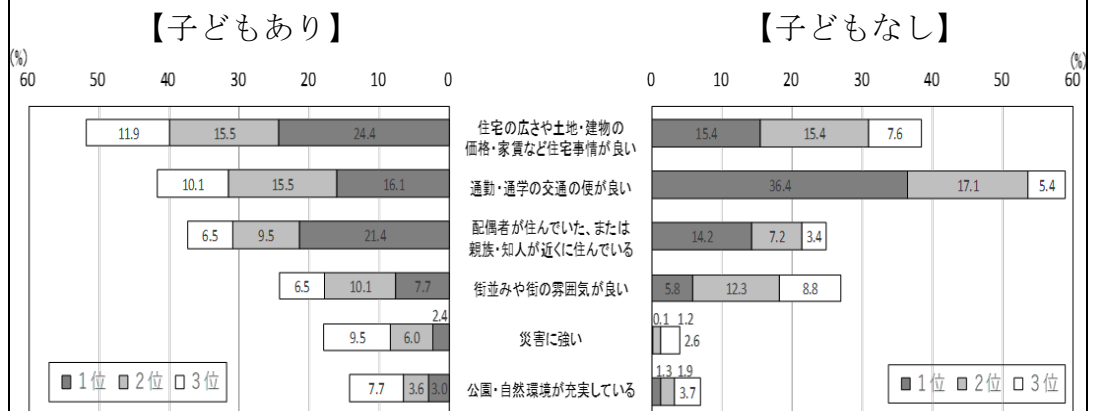 【子どもあり】 【子どもなし】
(%) (%)
60 50 40 30 20 10 0 0 10 20 30 40 50 60
11.9 15.5 24.4 住宅の広さや土地・建物の 15.4 15.4 7.6
価格・家賃など住宅事情が良い
10.1 15.5 16.1 通勤・通学の交通の便が良い 36.4 17.1 5.4
6.5 9.5 21.4 配偶者が住んでいた、または 14.2 7.2 3.4
親族・知人が近くに住んでいる
6.5 10.1 7.7 街並みや街の雰囲気が良い 5.8 12.3 8.8
2.4 0.1 1.2
9.5 6.0 災害に強い 2.6
1.3 1.9
7.7 3.6 3.0 公園・自然環境が充実している 3.7
■1位 ■2位 □3位 ■1位 ■2位 □3位